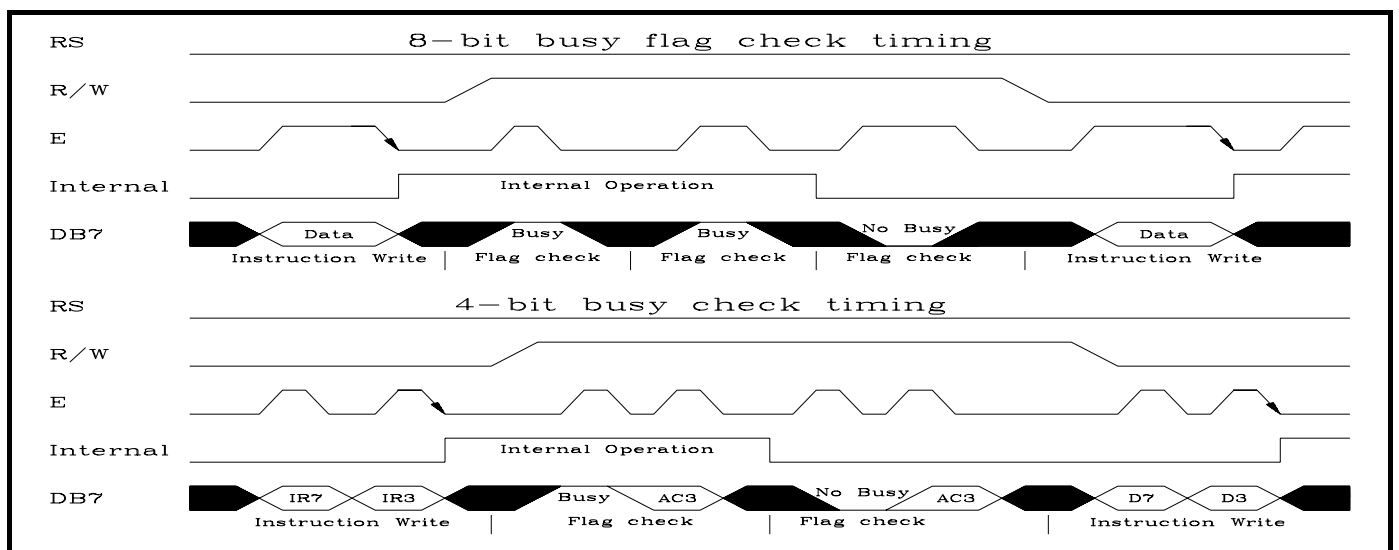 RS 8-bit busy flag check timing
R/W
E
Internal Internal Operation
DB7 Data Busy Busy No Busy Data
Instruction Write Flag check Flag check Flag check Instruction Write
RS 4-bit busy check timing
R/W
E
Internal Internal Operation
DB7 IR7 IR3 Busy AC3 No Busy AC3 D7 D3
Instruction Write Flag check Flag check Instruction Write